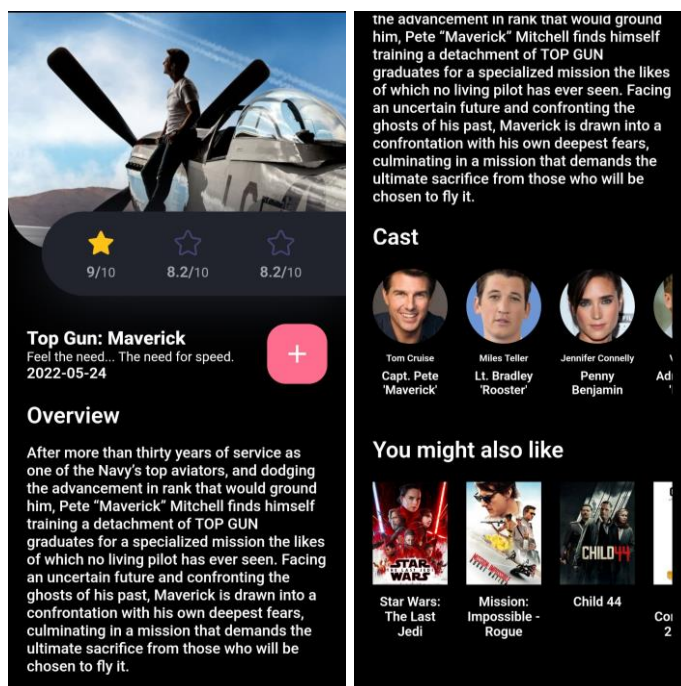 9/10
8.2/10
8.2/10
Top Gun: Maverick
Feel the need... The need for speed.
2022-05-24
+
Overview
After more than thirty years of service as
one of the Navy’s top aviators, and dodging
the advancement in rank that would ground
him, Pete “Maverick” Mitchell finds himself
training a detachment of TOP GUN
graduates for a specialized mission the likes
of which no living pilot has ever seen. Facing
an uncertain future and confronting the
ghosts of his past, Maverick is drawn into a
confrontation with his own deepest fears,
culminating in a mission that demands the
ultimate sacrifice from those who will be
chosen to fly it.
the advancement in rank that would ground
him, Pete “Maverick” Mitchell finds himself
training a detachment of TOP GUN
graduates for a specialized mission the likes
of which no living pilot has ever seen. Facing
an uncertain future and confronting the
ghosts of his past, Maverick is drawn into a
confrontation with his own deepest fears,
culminating in a mission that demands the
ultimate sacrifice from those who will be
chosen to fly it.
Cast
Tom Cruise
Capt. Pete
'Maverick'
Miles Teller
Lt. Bradley
'Rooster'
Jennifer Connelly
Penny
Benjamin
V
Adr
You might also like
STAR
WARS
CHILD 44
Star Wars:
The Last
Jedi
Mission:
Impossible -
Rogue
Child 44
Co
2